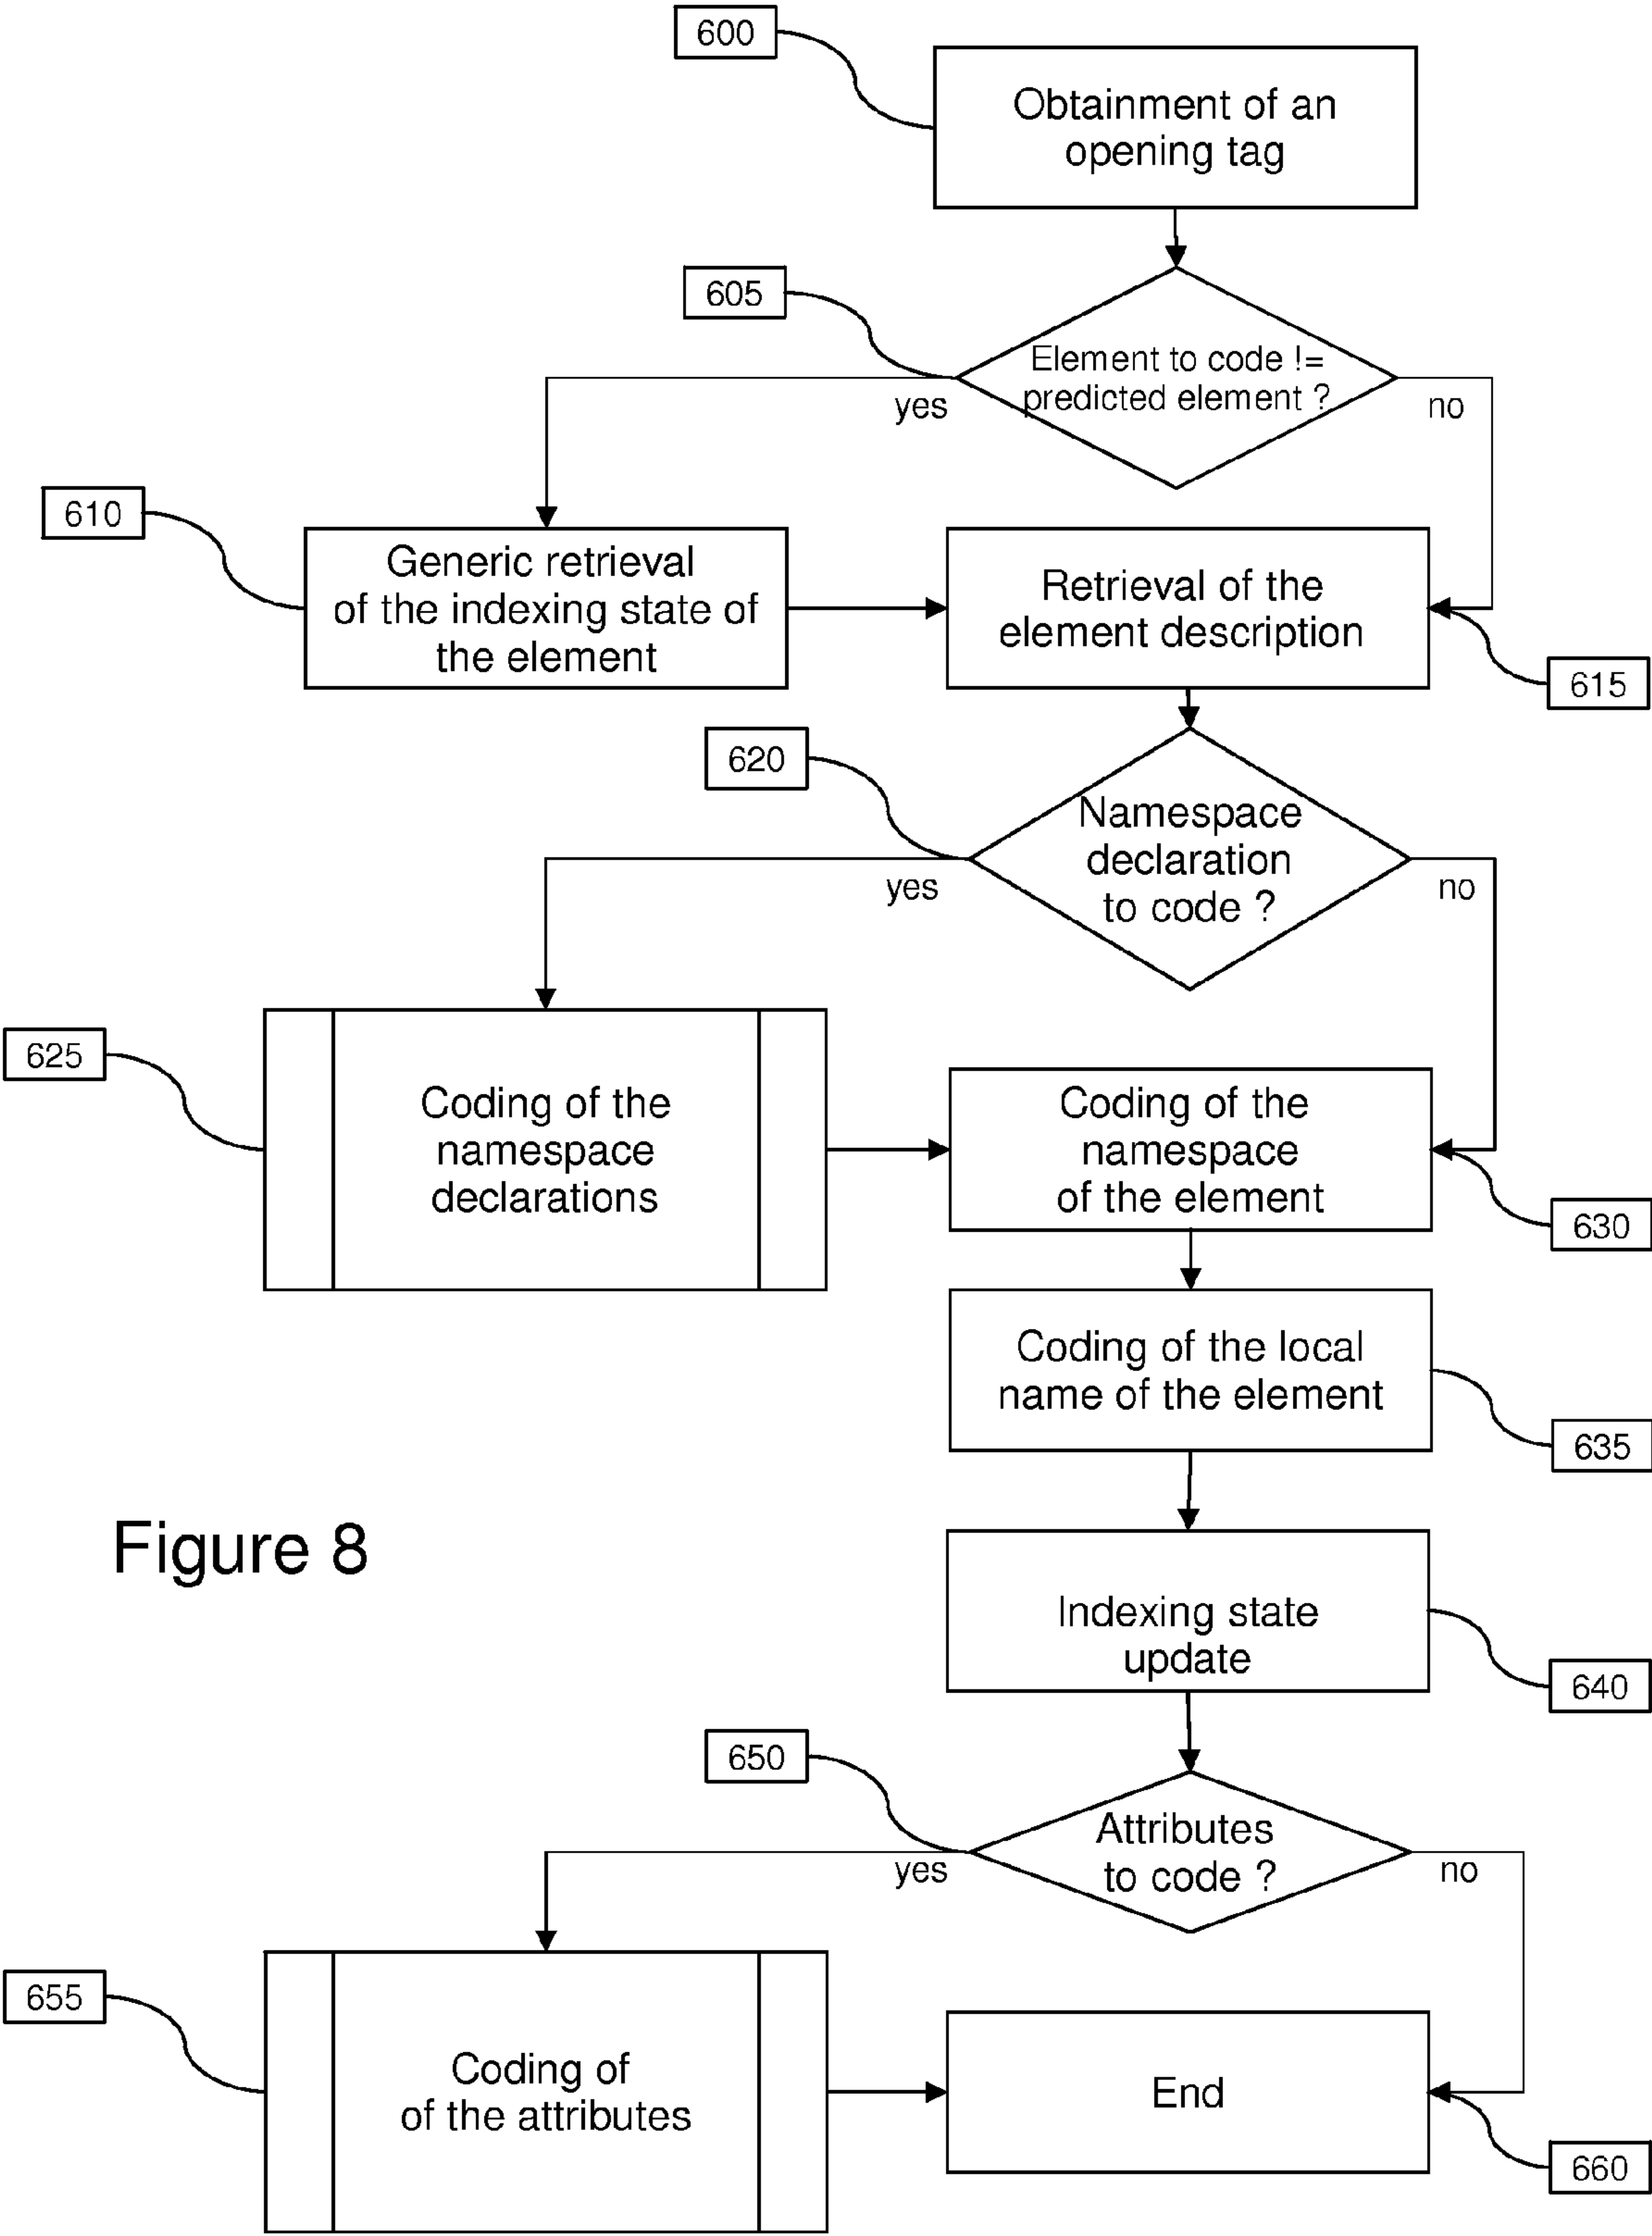 600
Obtainment of an
opening tag
605
Element to code !=
predicted element ?
yes
no
610
Generic retrieval
of the indexing state of
the element
Retrieval of the
element description
615
620
Namespace
declaration
to code ?
yes
no
625
Coding of the
namespace
declarations
Coding of the
namespace
of the element
630
Coding of the local
name of the element
635
Figure 8
Indexing state
update
640
650
Attributes
to code ?
yes
no
655
Coding of
of the attributes
End
660